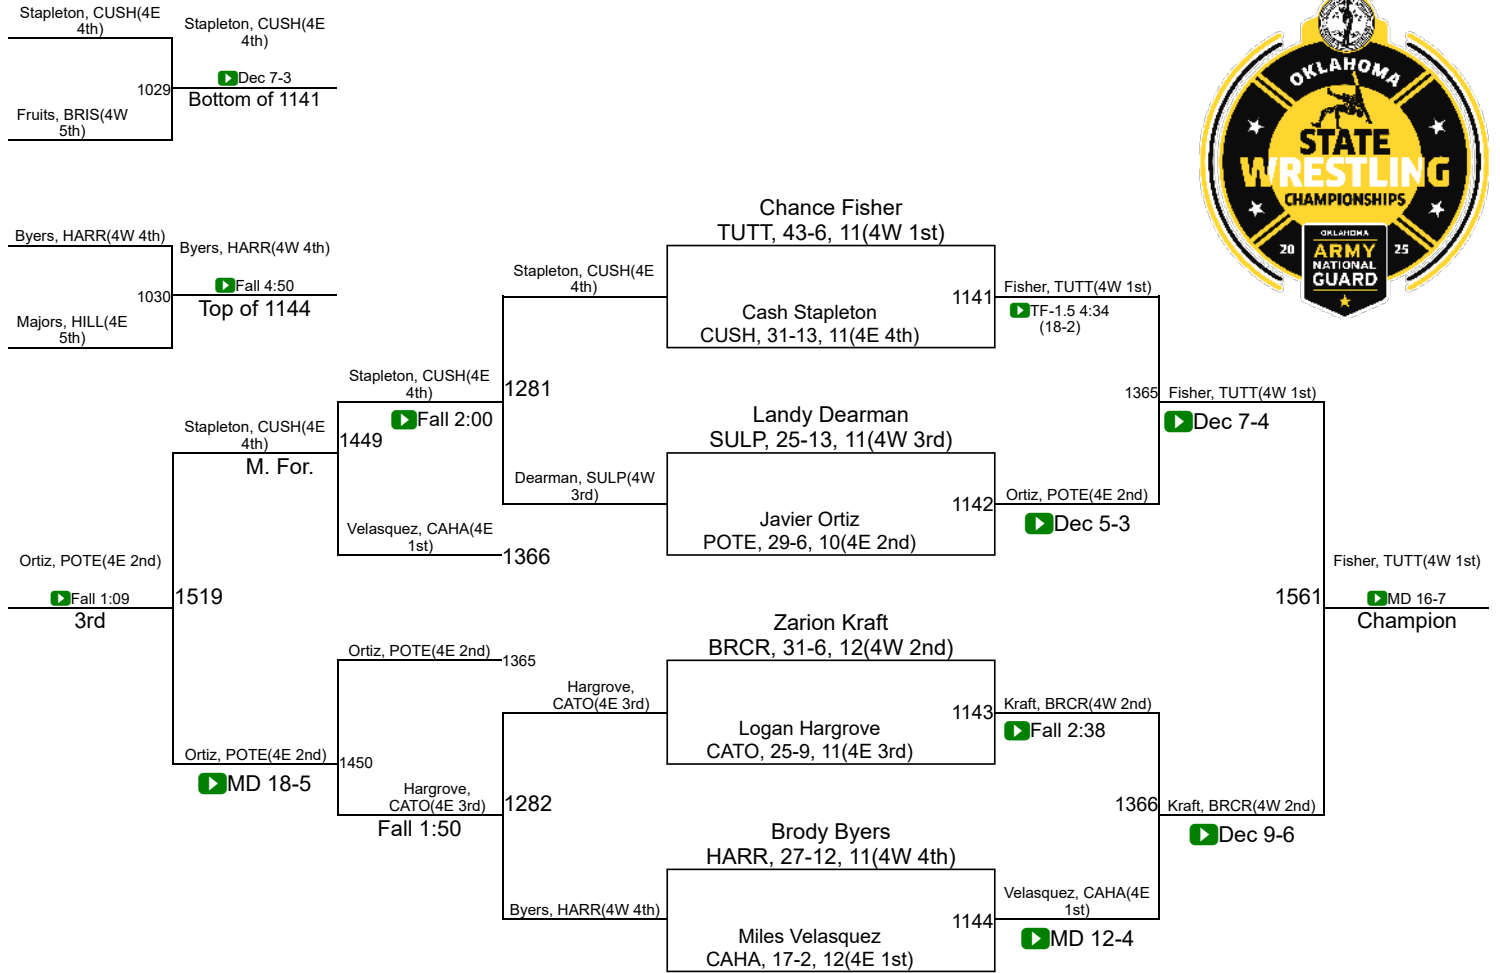 Stapleton, CUSH(4E
4th)
Stapleton, CUSH(4E
4th)
1029
Dec 7-3
Bottom of 1141
Fruits, BRIS(4W
5th)
OKLAHOMA
STATE
WRESTLING
CHAMPIONSHIPS
20
25
OKLAHOMA
ARMY
NATIONAL
GUARD
Byers, HARR(4W 4th)
Byers, HARR(4W 4th)
1030
Fall 4:50
Top of 1144
Majors, HILL(4E
5th)
Chance Fisher
TUTT, 43-6, 11(4W 1st)
Stapleton, CUSH(4E
4th)
1141
Cash Stapleton
CUSH, 31-13, 11(4E 4th)
Fisher, TUTT(4W 1st)
TF-1.5 4:34
(18-2)
Stapleton, CUSH(4E
4th)
1281
Fall 2:00
1365
Fisher, TUTT(4W 1st)
Dec 7-4
Landy Dearman
SULP, 25-13, 11(4W 3rd)
Stapleton, CUSH(4E
4th)
1449
M. For.
Dearman, SULP(4W
3rd)
1142
Javier Ortiz
POTE, 29-6, 10(4E 2nd)
Ortiz, POTE(4E 2nd)
Dec 5-3
Velasquez, CAHA(4E
1st)
1366
Ortiz, POTE(4E 2nd)
Fall 1:09
3rd
1519
1561
Fisher, TUTT(4W 1st)
MD 16-7
Champion
Zarion Kraft
BRCR, 31-6, 12(4W 2nd)
Ortiz, POTE(4E 2nd)
1365
Hargrove,
CATO(4E 3rd)
1143
Logan Hargrove
CATO, 25-9, 11(4E 3rd)
Kraft, BRCR(4W 2nd)
Fall 2:38
Ortiz, POTE(4E 2nd)
1450
MD 18-5
Hargrove,
CATO(4E 3rd)
1282
Fall 1:50
1366
Kraft, BRCR(4W 2nd)
Dec 9-6
Brody Byers
HARR, 27-12, 11(4W 4th)
Byers, HARR(4W 4th)
1144
Miles Velasquez
CAHA, 17-2, 12(4E 1st)
Velasquez, CAHA(4E
1st)
MD 12-4